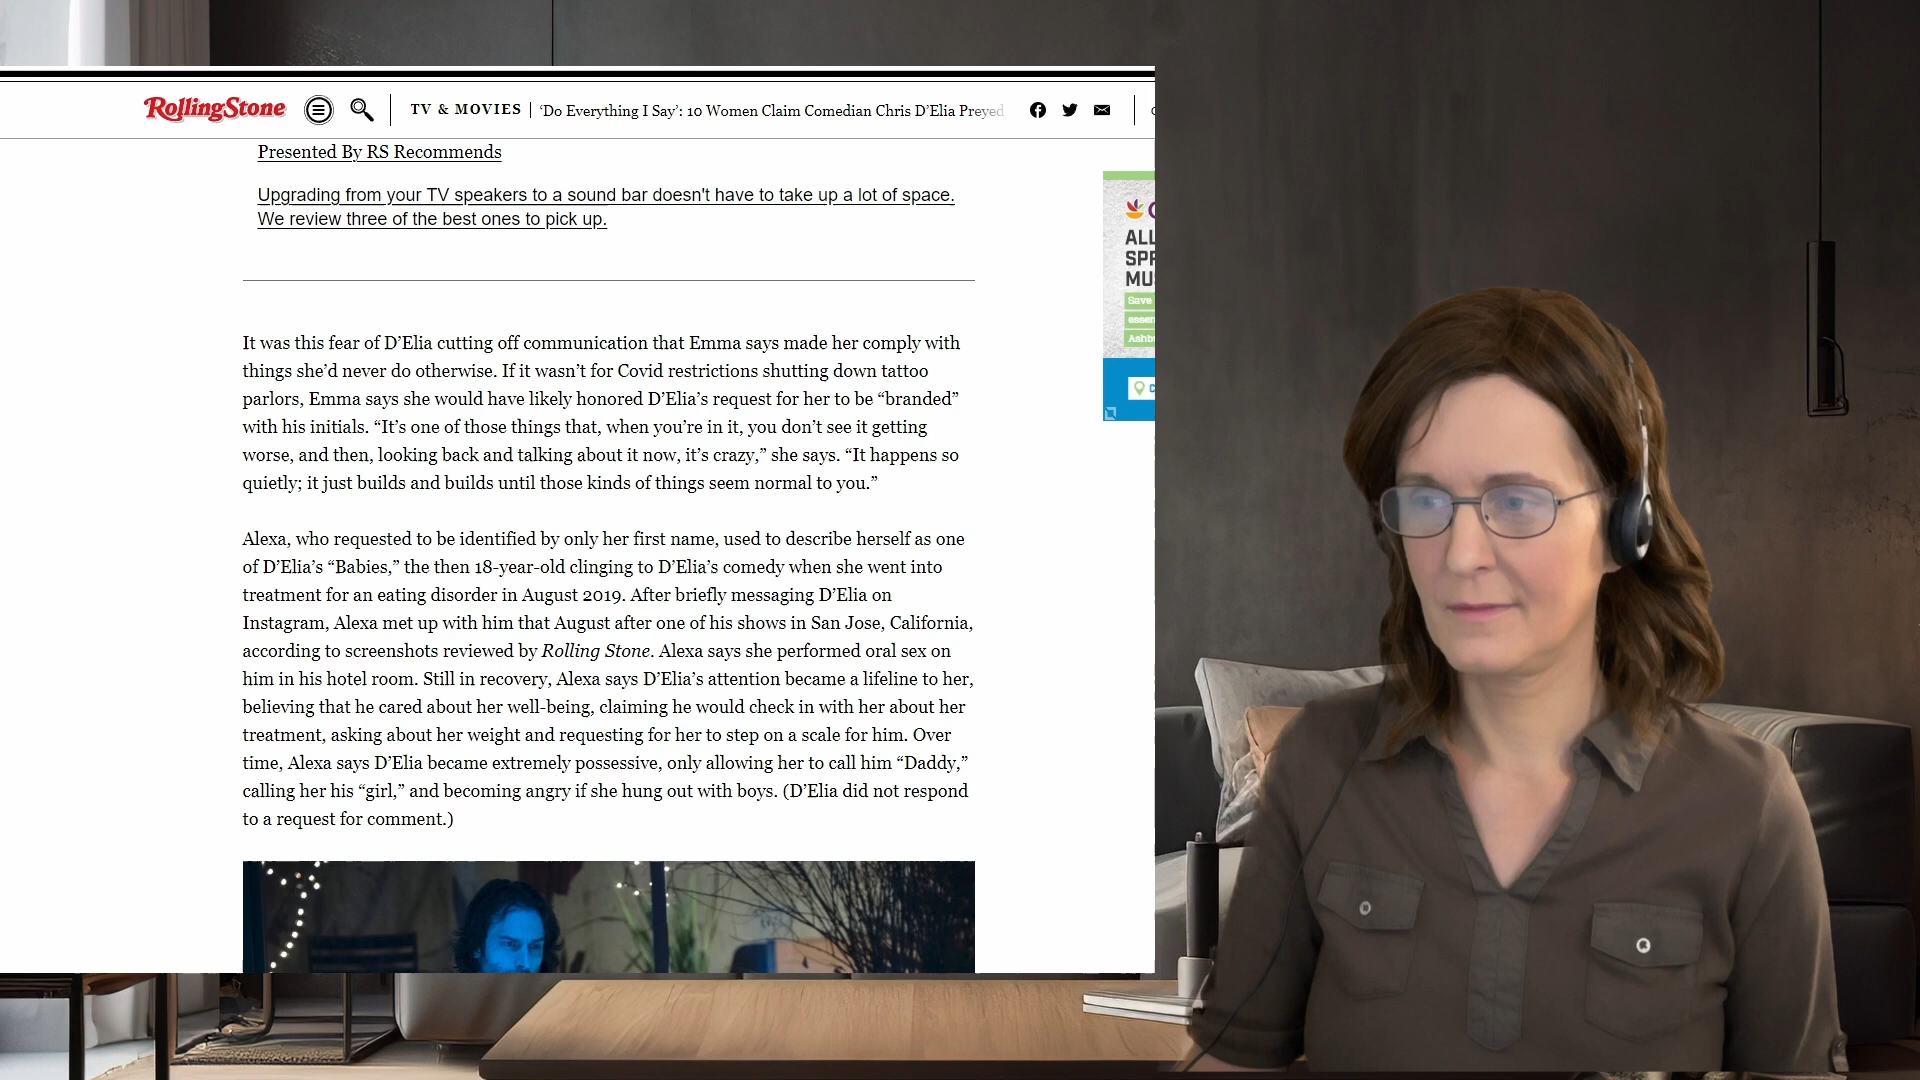 RollingStone
TV & MOVIES
‘Do Everything I Say’: 10 Women Claim Comedian Chris D’Elia Preyed
Presented By RS Recommends
Upgrading from your TV speakers to a sound bar doesn't have to take up a lot of space.
We review three of the best ones to pick up.
ALL
SPR
MUS
Save
essen
Ashbu
It was this fear of D’Elia cutting off communication that Emma says made her comply with
things she’d never do otherwise. If it wasn’t for Covid restrictions shutting down tattoo
parlors, Emma says she would have likely honored D’Elia’s request for her to be “branded”
with his initials. “It’s one of those things that, when you’re in it, you don’t see it getting
worse, and then, looking back and talking about it now, it’s crazy,” she says. “It happens so
quietly; it just builds and builds until those kinds of things seem normal to you.”
Alexa, who requested to be identified by only her first name, used to describe herself as one
of D’Elia’s “Babies,” the then 18-year-old clinging to D’Elia’s comedy when she went into
treatment for an eating disorder in August 2019. After briefly messaging D’Elia on
Instagram, Alexa met up with him that August after one of his shows in San Jose, California,
according to screenshots reviewed by Rolling Stone. Alexa says she performed oral sex on
him in his hotel room. Still in recovery, Alexa says D’Elia’s attention became a lifeline to her,
believing that he cared about her well-being, claiming he would check in with her about her
treatment, asking about her weight and requesting for her to step on a scale for him. Over
time, Alexa says D’Elia became extremely possessive, only allowing her to call him “Daddy,”
calling her his “girl,” and becoming angry if she hung out with boys. (D’Elia did not respond
to a request for comment.)